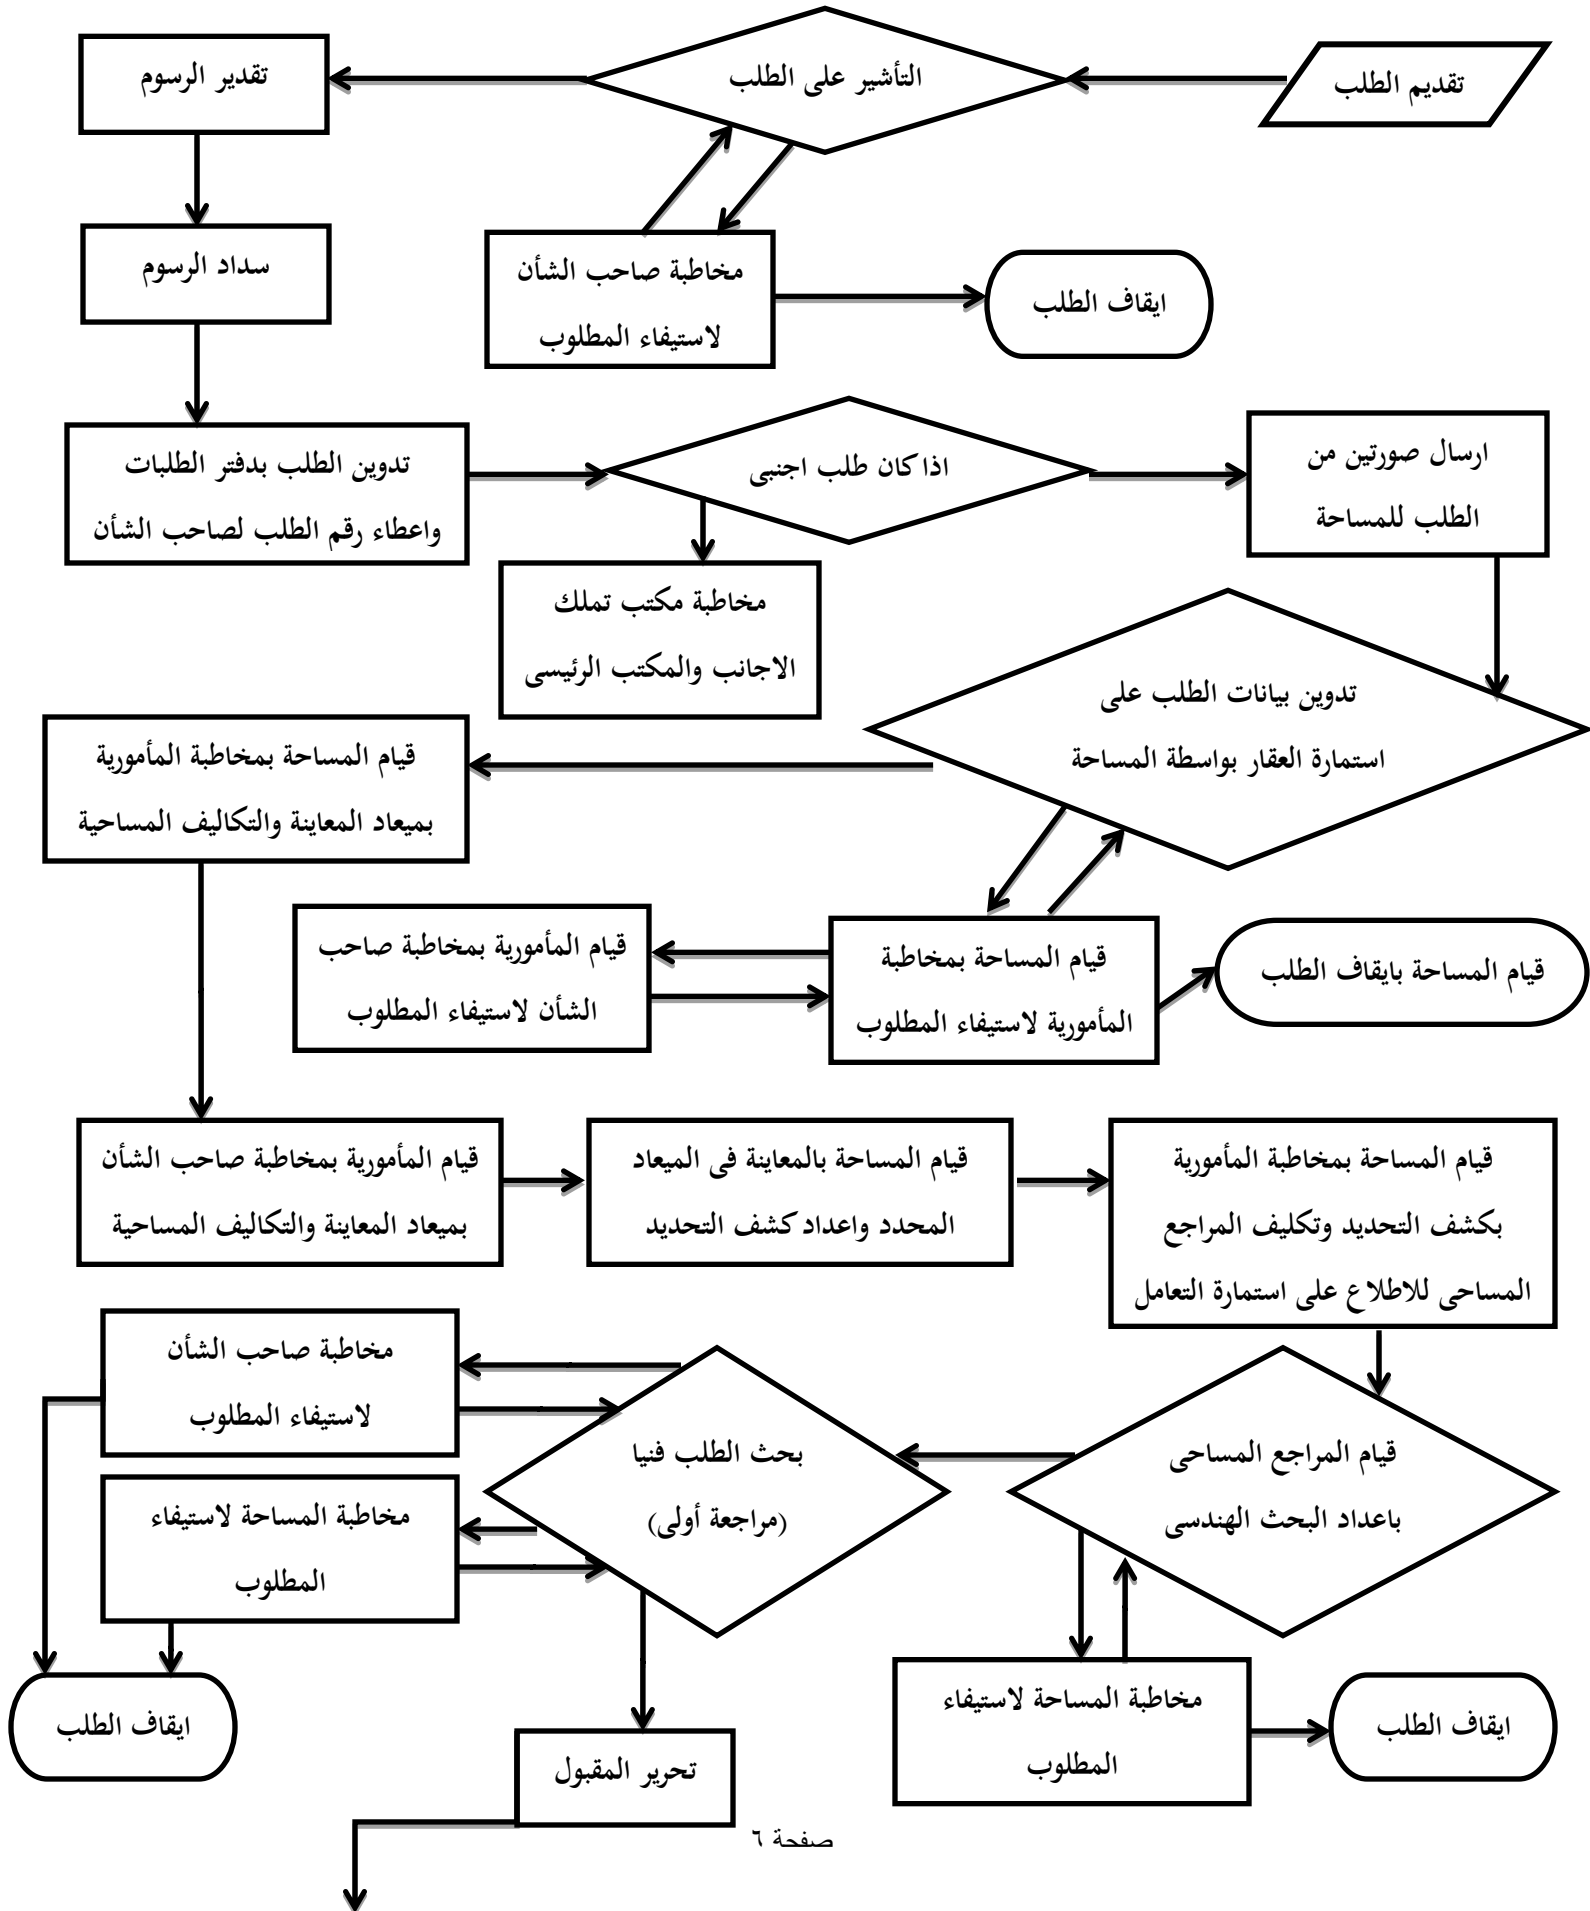 تقديم الطلب
التأشير على الطلب
تقدير الرسوم
سداد الرسوم
مخاطبة صاحب الشأن
لاستيفاء المطلوب
ايقاف الطلب
تدوين الطلب بدفتر الطلبات
واعطاء رقم الطلب لصاحب الشأن
اذا كان طلب اجنبى
ارسال صورتين من
الطلب للمساحة
مخاطبة مكتب تملك
الاجانب والمكتب الرئيسى
تدوين بيانات الطلب على
استمارة العقار بواسطة المساحة
قيام المساحة بمخاطبة المأمورية
بميعاد المعاينة والتكاليف المساحية
قيام المساحة بمخاطبة
المأمورية لاستيفاء المطلوب
قيام المأمورية بمخاطبة صاحب
الشأن لاستيفاء المطلوب
قيام المساحة بايقاف الطلب
قيام المأمورية بمخاطبة صاحب الشأن
بميعاد المعاينة والتكاليف المساحية
قيام المساحة بالمعاينة فى الميعاد
المحدد واعداد كشف التحديد
قيام المساحة بمخاطبة المأمورية
بكشف التحديد وتكليف المراجع
المساحى للاطلاع على استمارة التعامل
قيام المراجع المساحى
باعداد البحث الهندسى
بحث الطلب فنيا
(مراجعة أولى)
مخاطبة صاحب الشأن
لاستيفاء المطلوب
مخاطبة المساحة لاستيفاء
المطلوب
ايقاف الطلب
مخاطبة المساحة لاستيفاء
المطلوب
ايقاف الطلب
تحرير المقبول
صفحة ٦